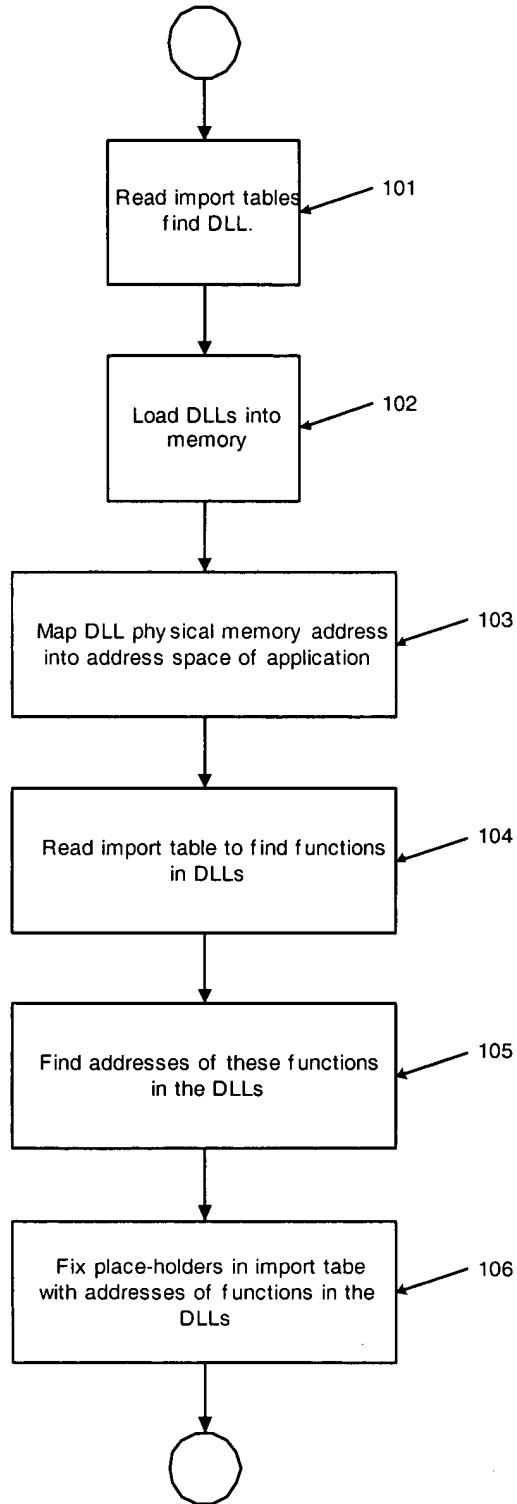 Read import tables
find DLL.
101
Load DLLs into
memory
102
Map DLL physical memory address
into address space of application
103
Read import table to find functions
in DLLs
104
Find addresses of these functions
in the DLLs
105
Fix place-holders in import tabe
with addresses of functions in the
DLLs
106